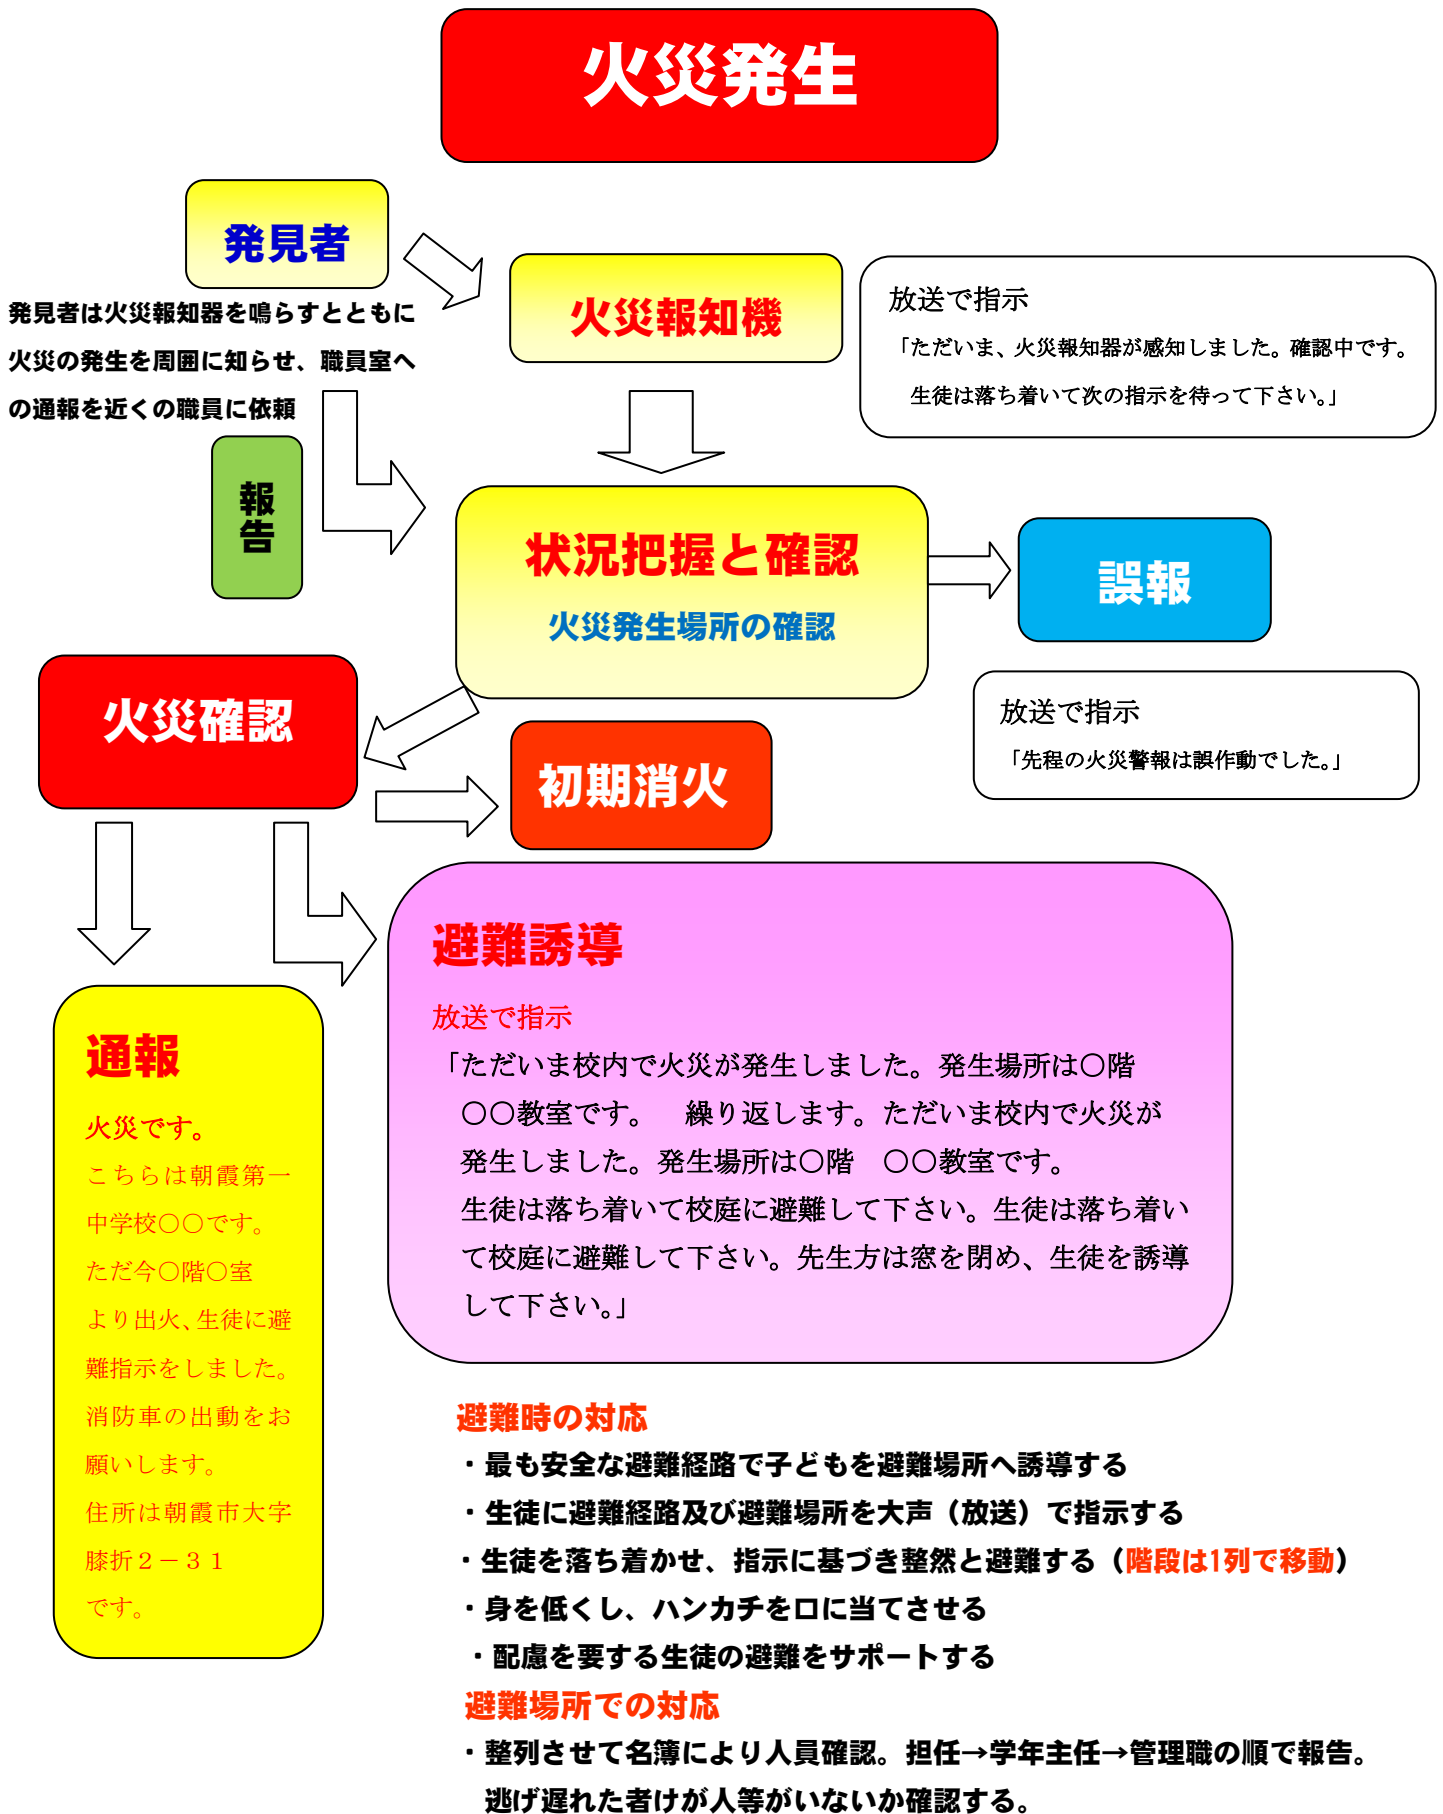 火災発生
発見者
発見者は火災報知器を鳴らすとともに
火災の発生を周囲に知らせ、職員室へ
の通報を近くの職員に依頼
火災報知機
放送で指示
「ただいま、火災報知器が感知しました。確認中です。
生徒は落ち着いて次の指示を待って下さい。」
報告
状況把握と確認
火災発生場所の確認
誤報
放送で指示
「先程の火災警報は誤作動でした。」
火災確認
初期消火
避難誘導
放送で指示
「ただいま校内で火災が発生しました。発生場所は〇階
〇〇教室です。　繰り返します。ただいま校内で火災が
発生しました。発生場所は〇階　〇〇教室です。
生徒は落ち着いて校庭に避難して下さい。生徒は落ち着い
て校庭に避難して下さい。先生方は窓を閉め、生徒を誘導
して下さい。」
通報
火災です。
こちらは朝霞第一
中学校〇〇です。
ただ今〇階〇室
より出火、生徒に避
難指示をしました。
消防車の出動をお
願いします。
住所は朝霞市大字
膝折２－３１
です。
避難時の対応
・最も安全な避難経路で子どもを避難場所へ誘導する
・生徒に避難経路及び避難場所を大声（放送）で指示する
・生徒を落ち着かせ、指示に基づき整然と避難する（階段は1列で移動）
・身を低くし、ハンカチを口に当てさせる
・配慮を要する生徒の避難をサポートする
避難場所での対応
・整列させて名簿により人員確認。担任→学年主任→管理職の順で報告。
逃げ遅れた者けが人等がいないか確認する。